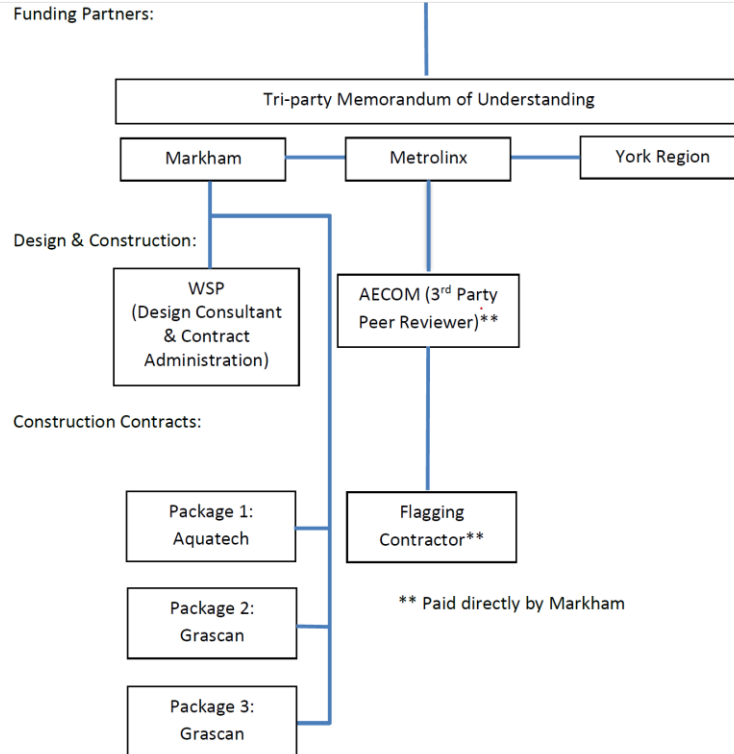 Funding Partners:
Tri-party Memorandum of Understanding
Markham
Metrolinx
York Region
Design & Construction:
WSP
(Design Consultant
& Contract
Administration)
AECOM (3rd Party
Peer Reviewer)**
Construction Contracts:
Package 1:
Aquatech
Flagging
Contractor**
Package 2:
Grascan
** Paid directly by Markham
Package 3:
Grascan